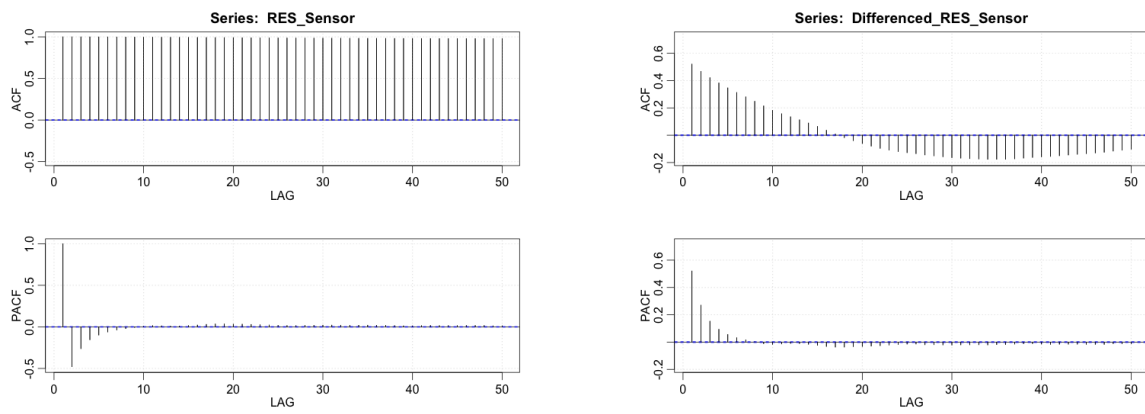 Series: RES_Sensor
ACF
-0.5 0.0 0.5 1.0
0 10 20 30 40 50
LAG
PACF
-0.5 0.0 0.5 1.0
0 10 20 30 40 50
LAG
Series: Differenced_RES_Sensor
ACF
-0.2 0.2 0.4 0.6
0 10 20 30 40 50
LAG
PACF
-0.2 0.2 0.4 0.6
0 10 20 30 40 50
LAG